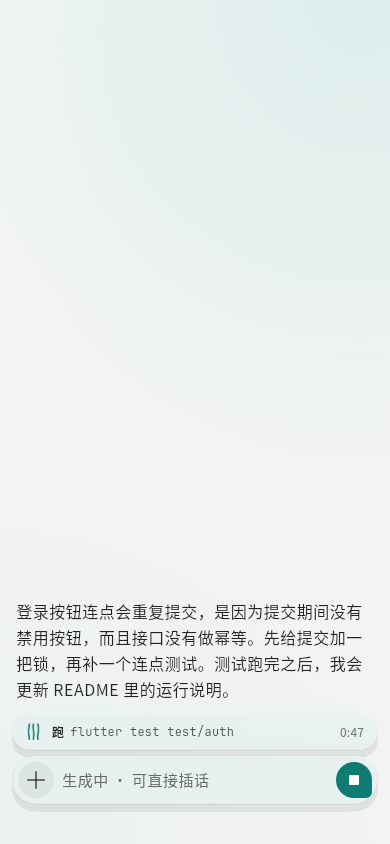 登录按钮连点会重复提交，是因为提交期间没有
禁用按钮，而且接口没有做幂等。先给提交加一
把锁，再补一个连点测试。测试跑完之后，我会
更新 README 里的运行说明。
跑 flutter test test/auth 0:47
生成中 · 可直接插话